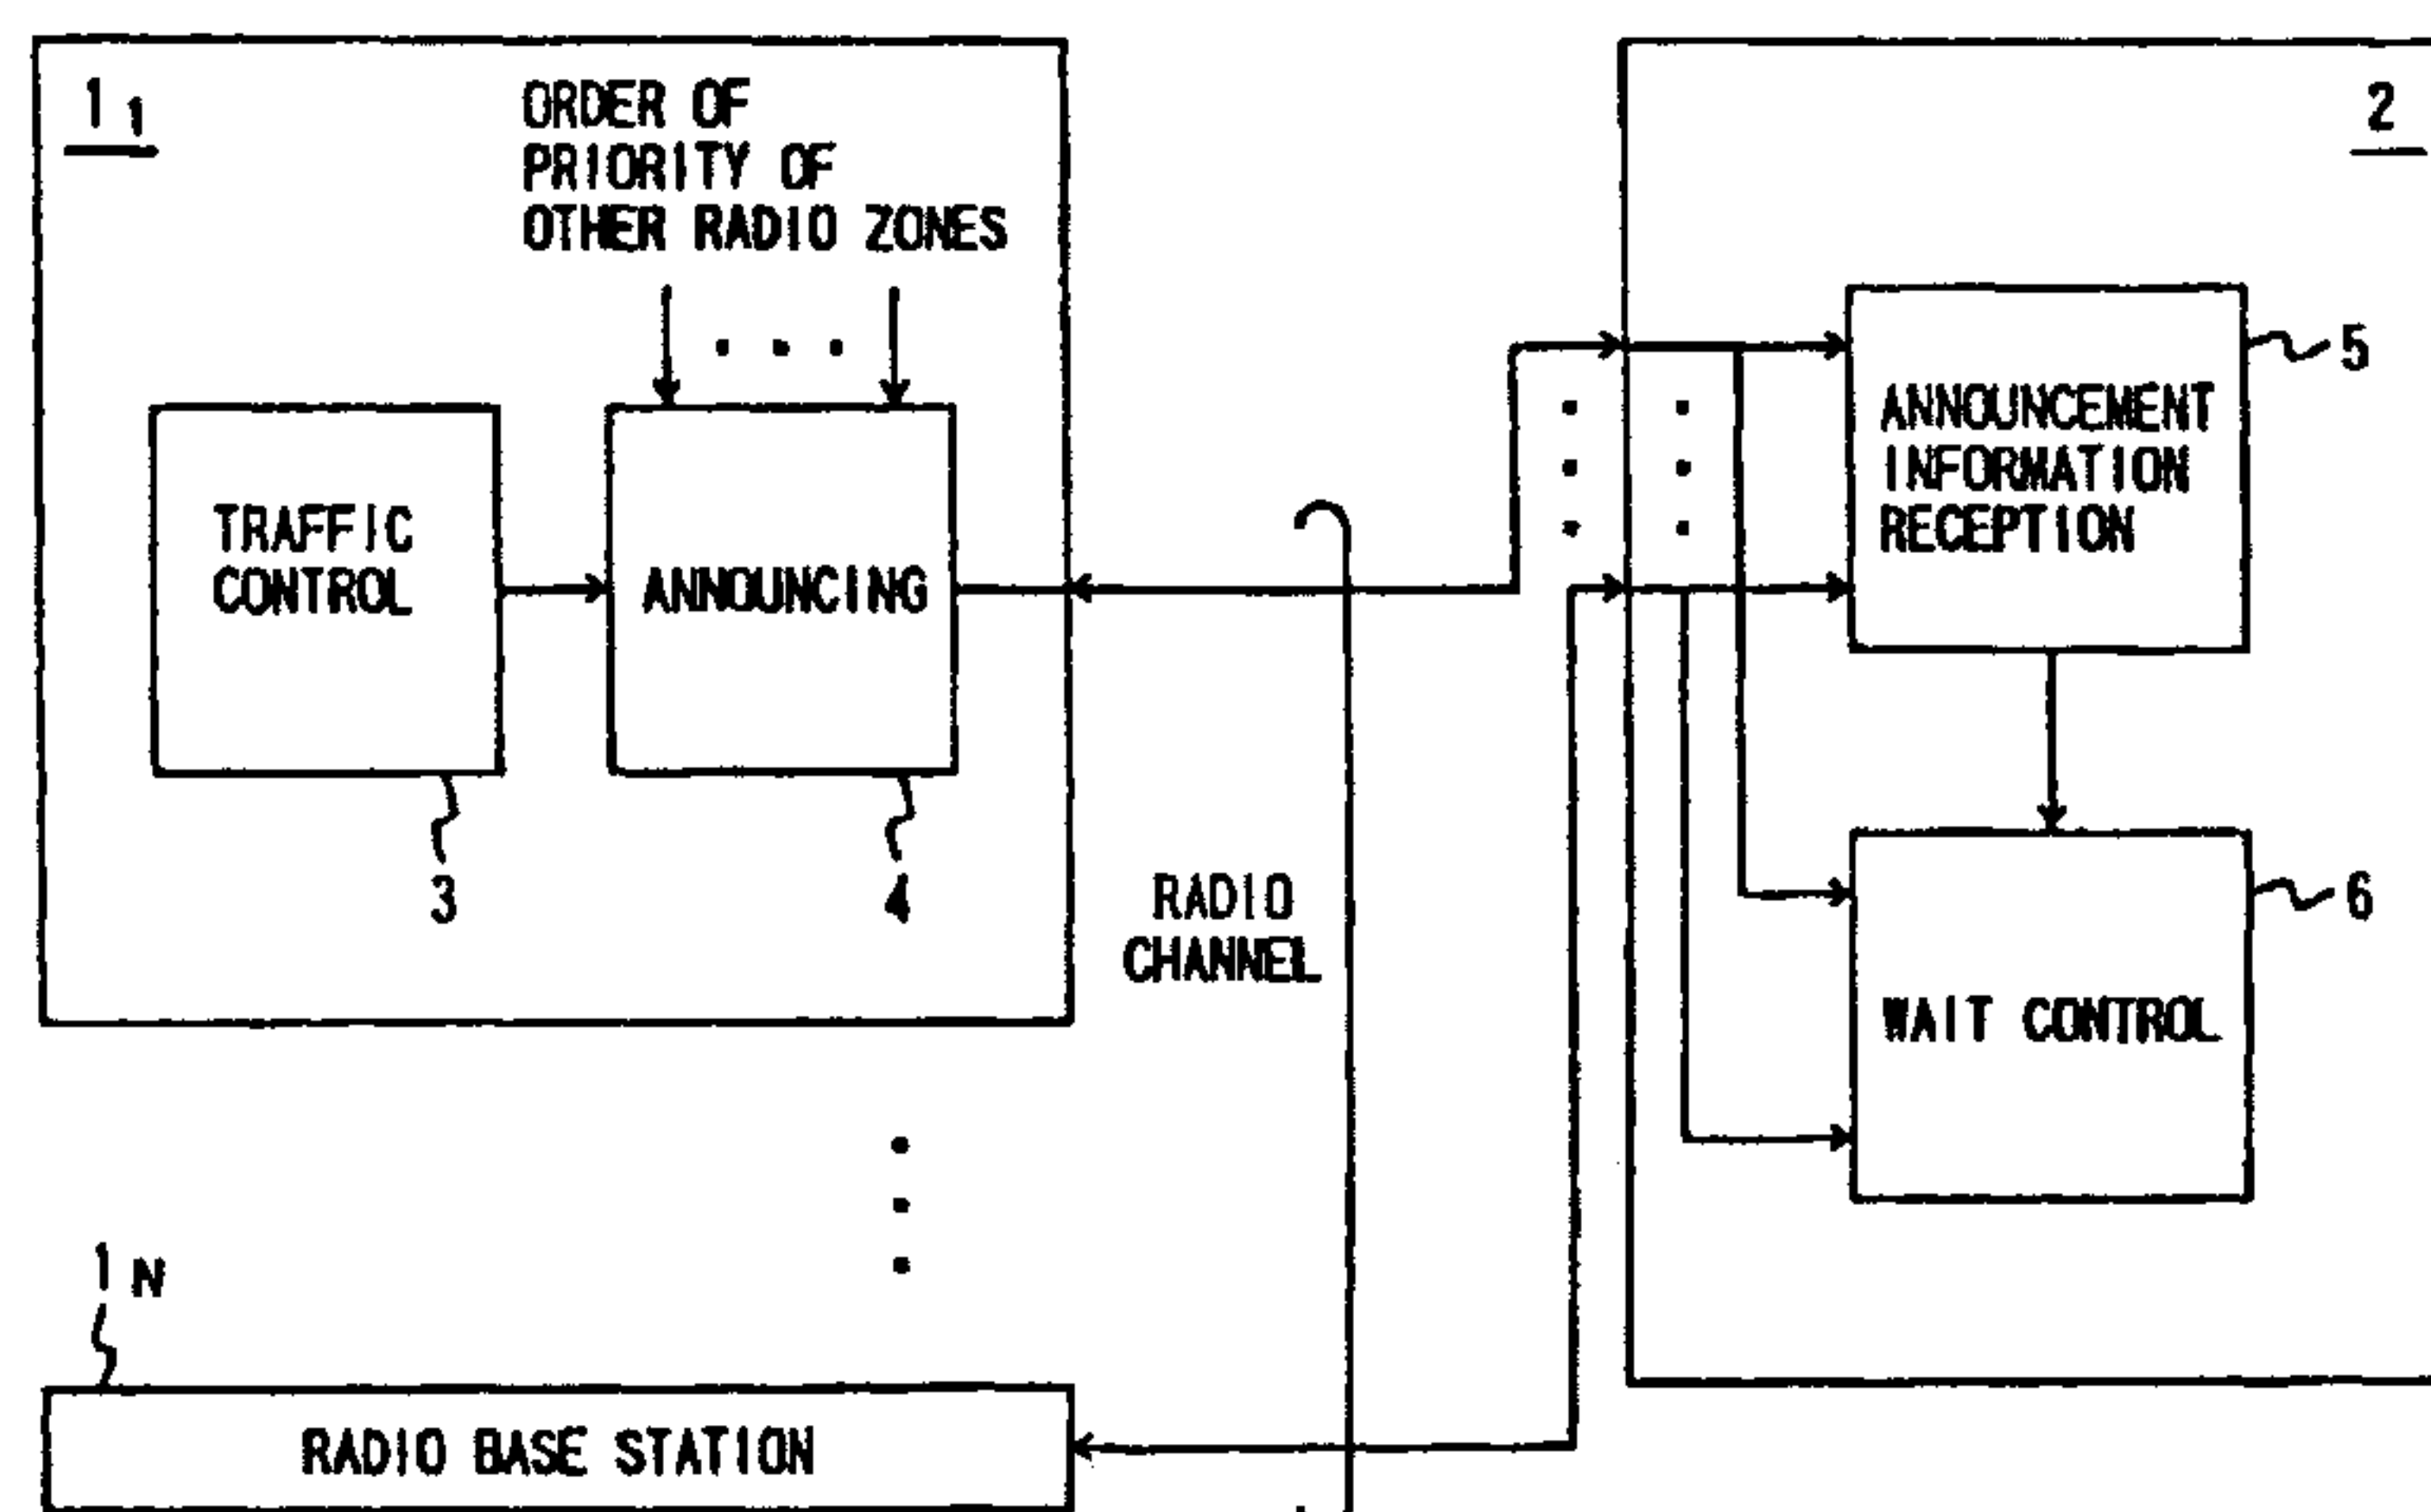 1 1
ORDER OF
PRIORITY OF
OTHER RADIO ZONES
2
5
ANNOUNCEMENT
INFORMATION
RECEPTION
TRAFFIC
CONTROL
ANNOUNCING
3
4
RADIO
CHANNEL
6
WAIT CONTROL
1 N
RADIO BASE STATION